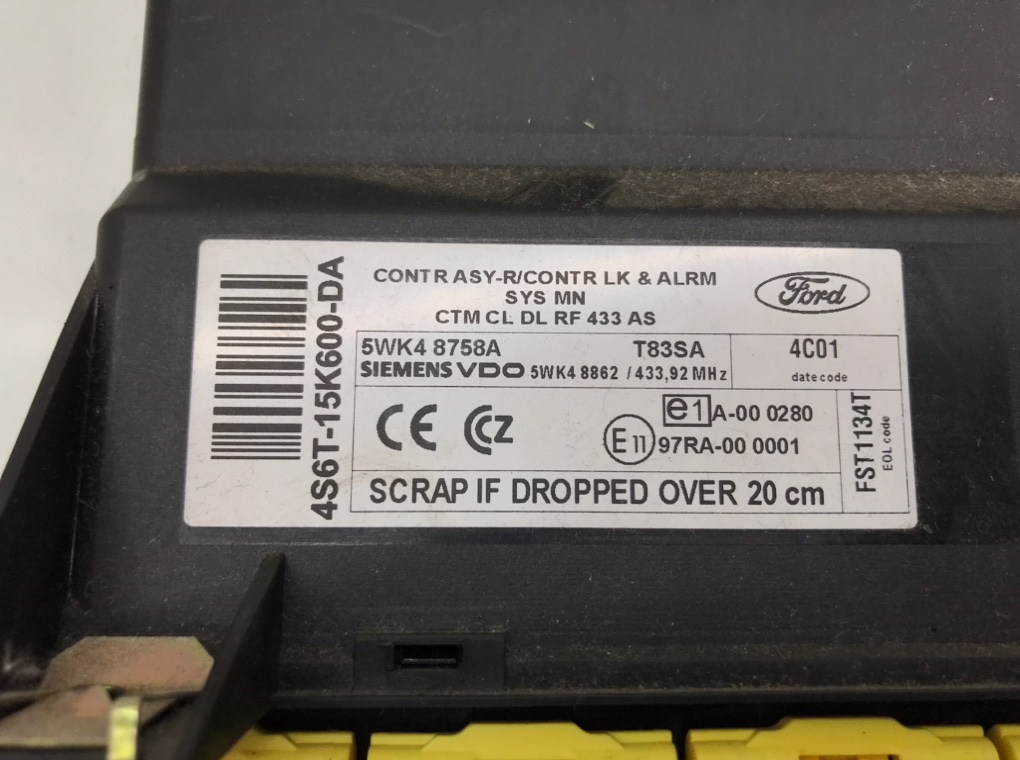 4S6T-15K600-DA
CONTR ASY-R/CONTR LK & ALRM
SYS MN
CTM CL DL RF 433 AS
Ford
5WK4 8758A T83SA
SIEMENS VDO 5WK4 8862 / 433,92 MHz
4C01
date code
CE CCZ
e1 A-00 0280
E11 97RA-00 0001
FST1134T
EOL code
SCRAP IF DROPPED OVER 20 cm